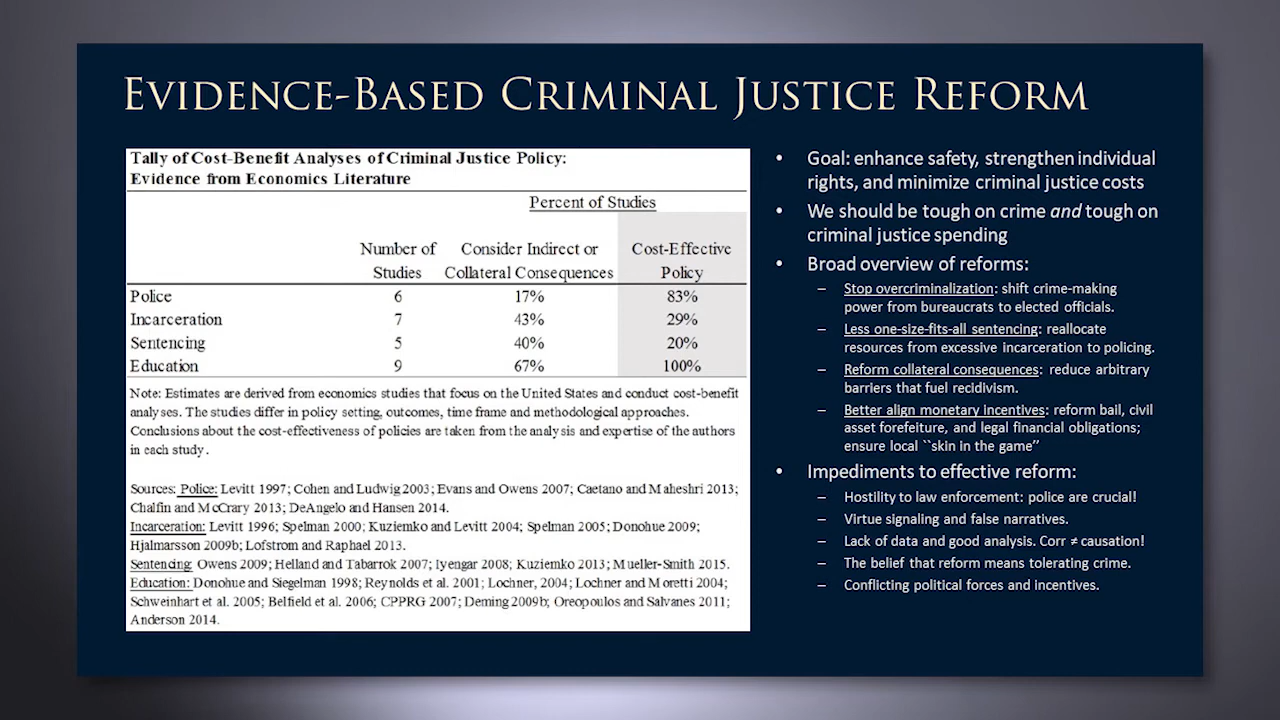 EVIDENCE-BASED CRIMINAL JUSTICE REFORM
Tally of Cost-Benefit Analyses of Criminal Justice Policy:
Evidence from Economics Literature
Percent of Studies
Number of Studies
Consider Indirect or Collateral Consequences
Cost-Effective Policy
Police 6 17% 83%
Incarceration 7 43% 29%
Sentencing 5 40% 20%
Education 9 67% 100%
Note: Estimates are derived from economics studies that focus on the United States and conduct cost-benefit
analyses. The studies differ in policy setting, outcomes, time frame and methodological approaches.
Conclusions about the cost-effectiveness of policies are taken from the analysis and expertise of the authors
in each study.
Sources: Police: Levitt 1997; Cohen and Ludwig 2003; Evans and Owens 2007; Caetano and Maheshri 2013;
Chalfin and McCrary 2013; DeAngelo and Hansen 2014.
Incarceration: Levitt 1996; Spelman 2000; Kuziemko and Levitt 2004; Spelman 2005; Donohue 2009;
Hjalmarsson 2009b; Lofstrom and Raphael 2013.
Sentencing: Owens 2009; Helland and Tabarrok 2007; Iyengar 2008; Kuziemko 2013; Mueller-Smith 2015.
Education: Donohue and Siegelman 1998; Reynolds et al. 2001; Lochner, 2004; Lochner and Moretti 2004;
Schweinhart et al. 2005; Belfield et al. 2006; CPPRG 2007; Deming 2009b; Oreopoulos and Salvanes 2011;
Anderson 2014.
• Goal: enhance safety, strengthen individual
rights, and minimize criminal justice costs
• We should be tough on crime and tough on
criminal justice spending
• Broad overview of reforms:
– Stop overcriminalization: shift crime-making
power from bureaucrats to elected officials.
– Less one-size-fits-all sentencing: reallocate
resources from excessive incarceration to policing.
– Reform collateral consequences: reduce arbitrary
barriers that fuel recidivism.
– Better align monetary incentives: reform bail, civil
asset forefeiture, and legal financial obligations;
ensure local ``skin in the game’’
• Impediments to effective reform:
– Hostility to law enforcement: police are crucial!
– Virtue signaling and false narratives.
– Lack of data and good analysis. Corr ≠ causation!
– The belief that reform means tolerating crime.
– Conflicting political forces and incentives.